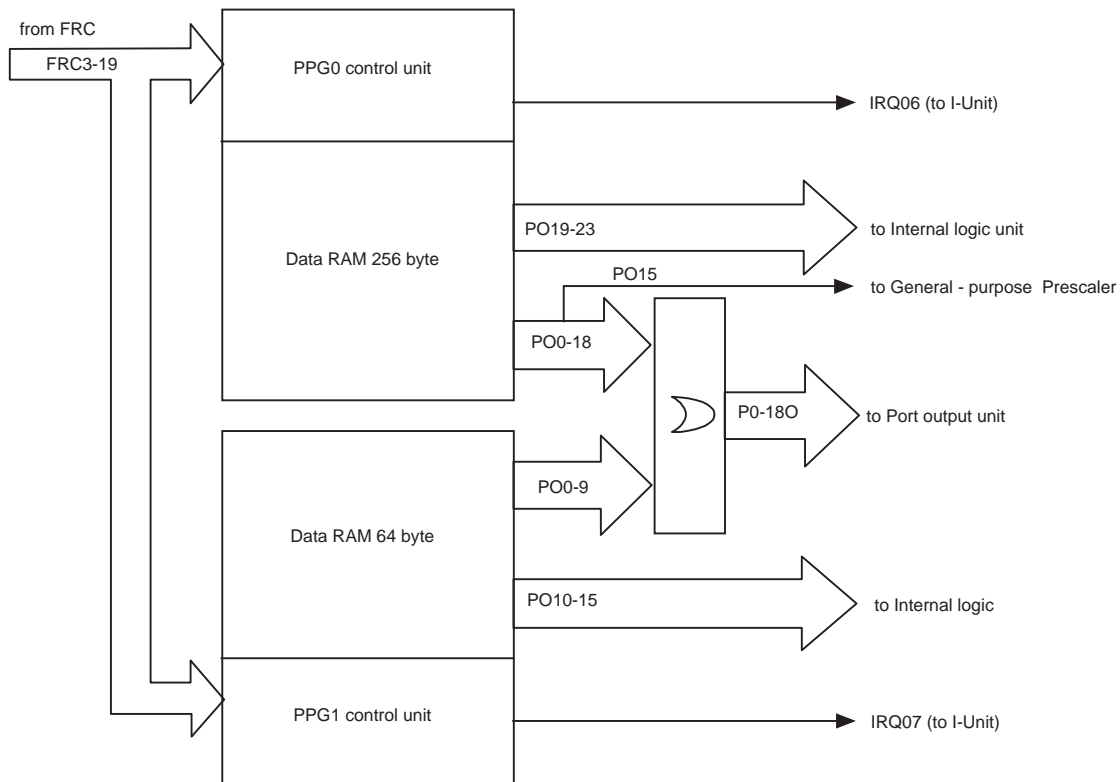 from FRC
FRC3-19
PPG0 control unit
IRQ06 (to I-Unit)
PO19-23
to Internal logic unit
Data RAM 256 byte
PO15
to General - purpose Prescaler
PO0-18
P0-18O
to Port output unit
PO0-9
Data RAM 64 byte
PO10-15
to Internal logic
PPG1 control unit
IRQ07 (to I-Unit)